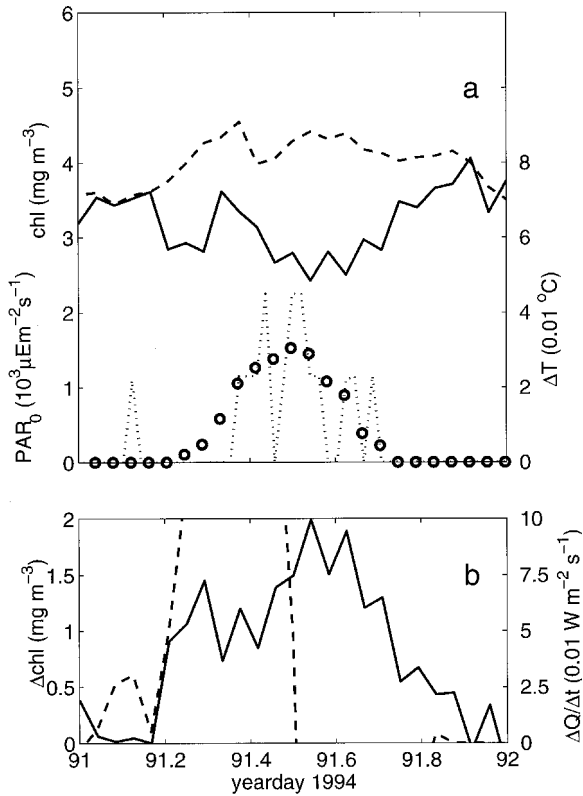 6
5
4
3
2
1
0
chl (mg m⁻³)
PAR₀ (10³μEm⁻²s⁻¹)
a
8
6
4
2
0
ΔT (0.01 °C)
2
1.5
1
0.5
0
Δchl (mg m⁻³)
b
10
7.5
5
2.5
0
ΔQ/Δt (0.01 W m⁻² s⁻¹)
91 91.2 91.4 91.6 91.8 92
yearday 1994